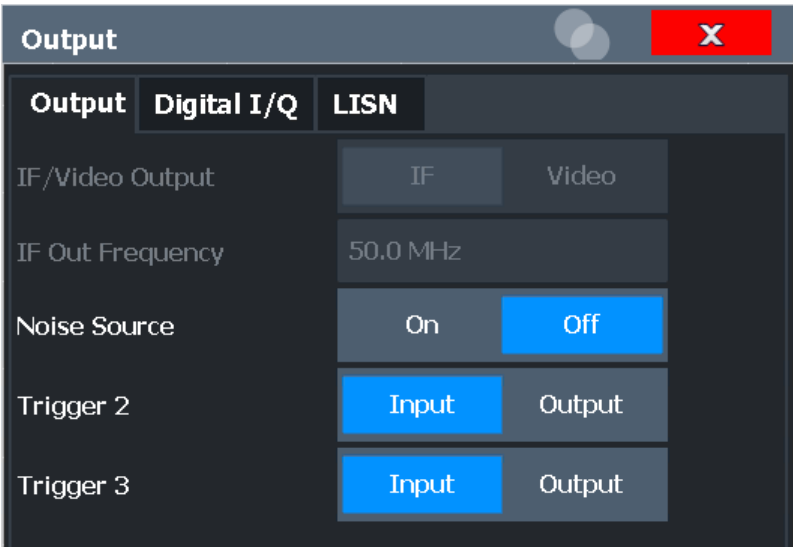 Output X
Output Digital I/Q LISN
IF/Video Output IF Video
IF Out Frequency 50.0 MHz
Noise Source On Off
Trigger 2 Input Output
Trigger 3 Input Output